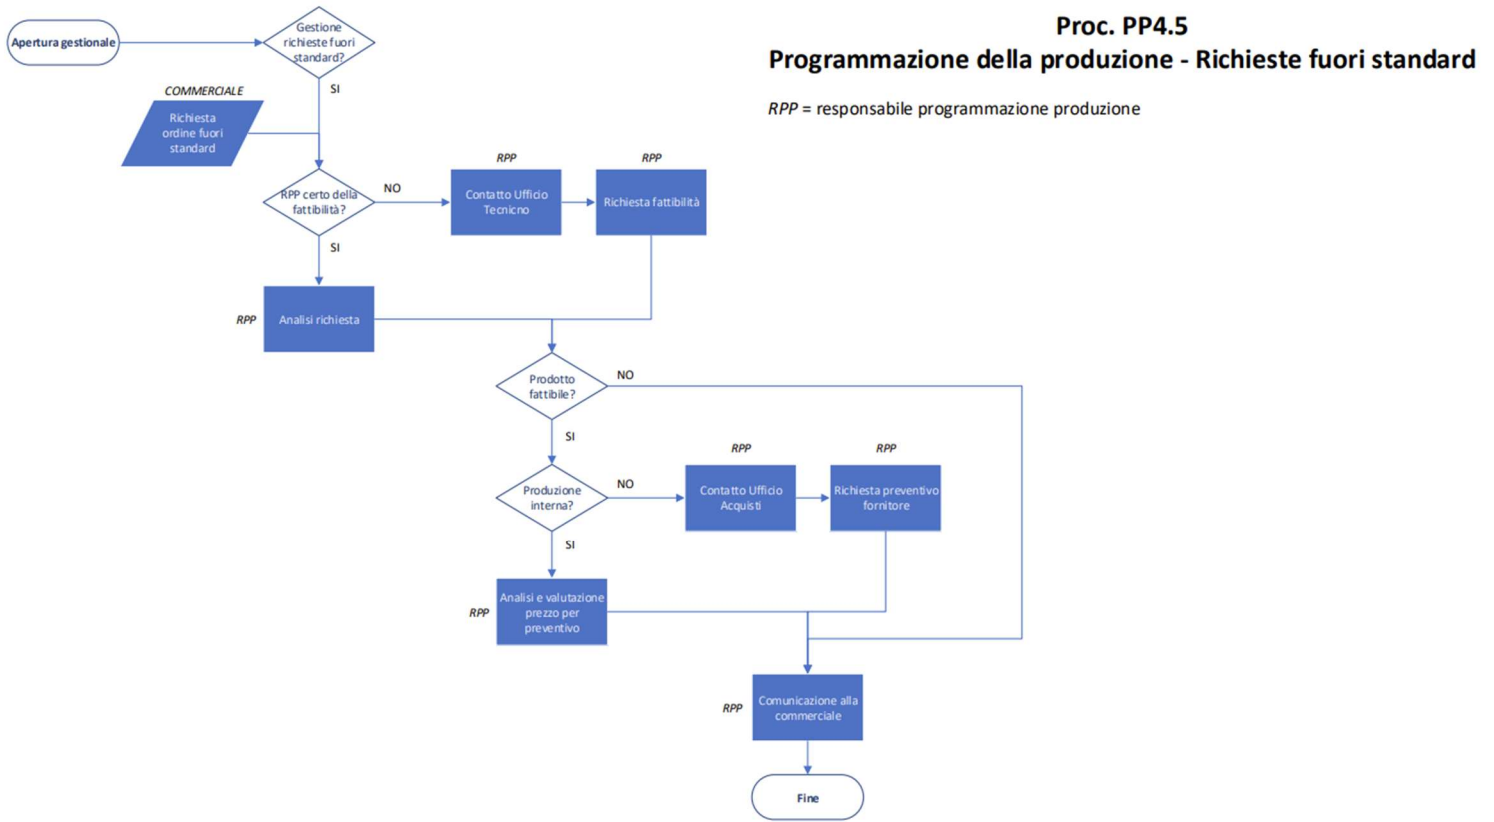 Proc. PP4.5
Programmazione della produzione - Richieste fuori standard
RPP = responsabile programmazione produzione
Apertura gestionale
Gestione
richieste fuori
standard?
SI
COMMERCIALE
Richiesta
ordine fuori
standard
RPP certo della
fattibilità?
NO
RPP
Contatto Ufficio
Tecnicno
RPP
Richiesta fattibilità
SI
RPP
Analisi richiesta
Prodotto
fattibile?
NO
SI
Produzione
interna?
NO
RPP
Contatto Ufficio
Acquisti
RPP
Richiesta preventivo
fornitore
SI
RPP
Analisi e valutazione
prezzo per
preventivo
RPP
Comunicazione alla
commerciale
Fine